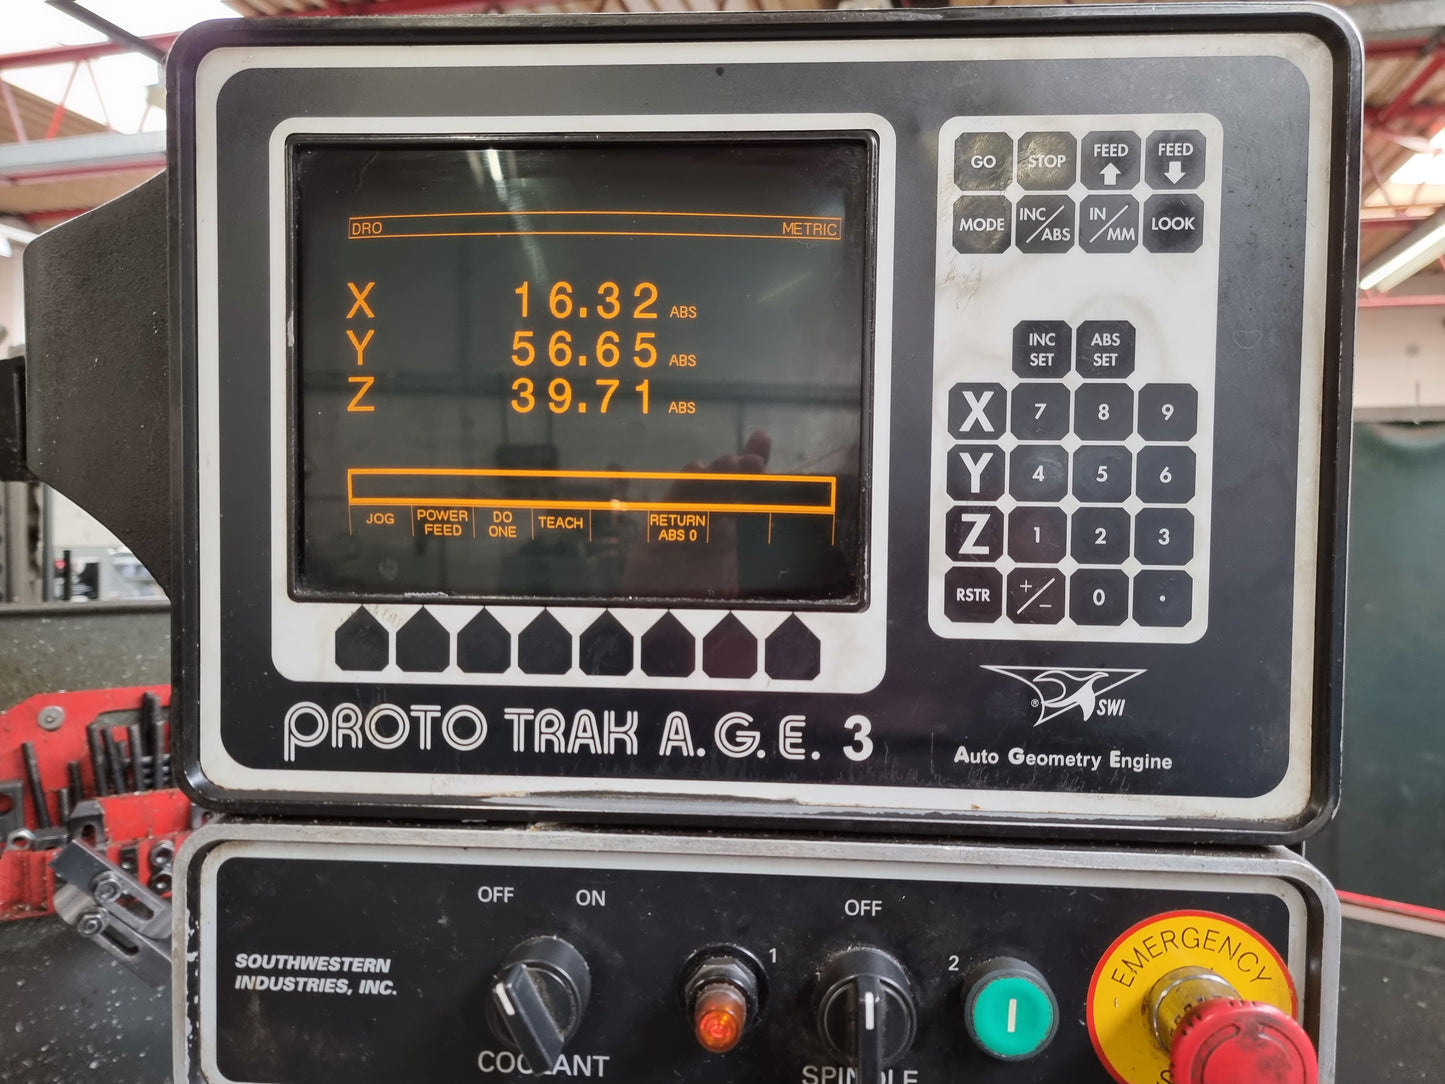 DRO METRIC
X 16.32 ABS
Y 56.65 ABS
Z 39.71 ABS
JOG POWER FEED DO ONE TEACH RETURN ABS 0
GO STOP FEED FEED
MODE INC/ABS IN/MM LOOK
INC SET ABS SET
X 7 8 9
Y 4 5 6
Z 1 2 3
RSTR +/- 0 .
PROTO TRAK A.G.E. 3
® SWI
Auto Geometry Engine
OFF ON OFF
1 2
SOUTHWESTERN
INDUSTRIES, INC.
EMERGENCY
COOLANT SPINDLE